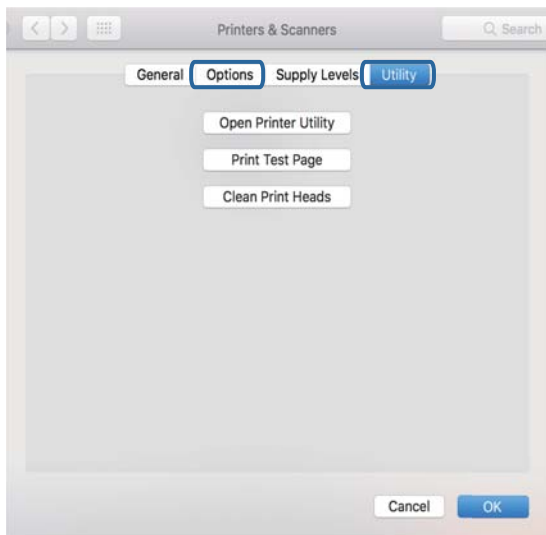 Printers & Scanners Search
General Options Supply Levels Utility
Open Printer Utility
Print Test Page
Clean Print Heads
Cancel OK